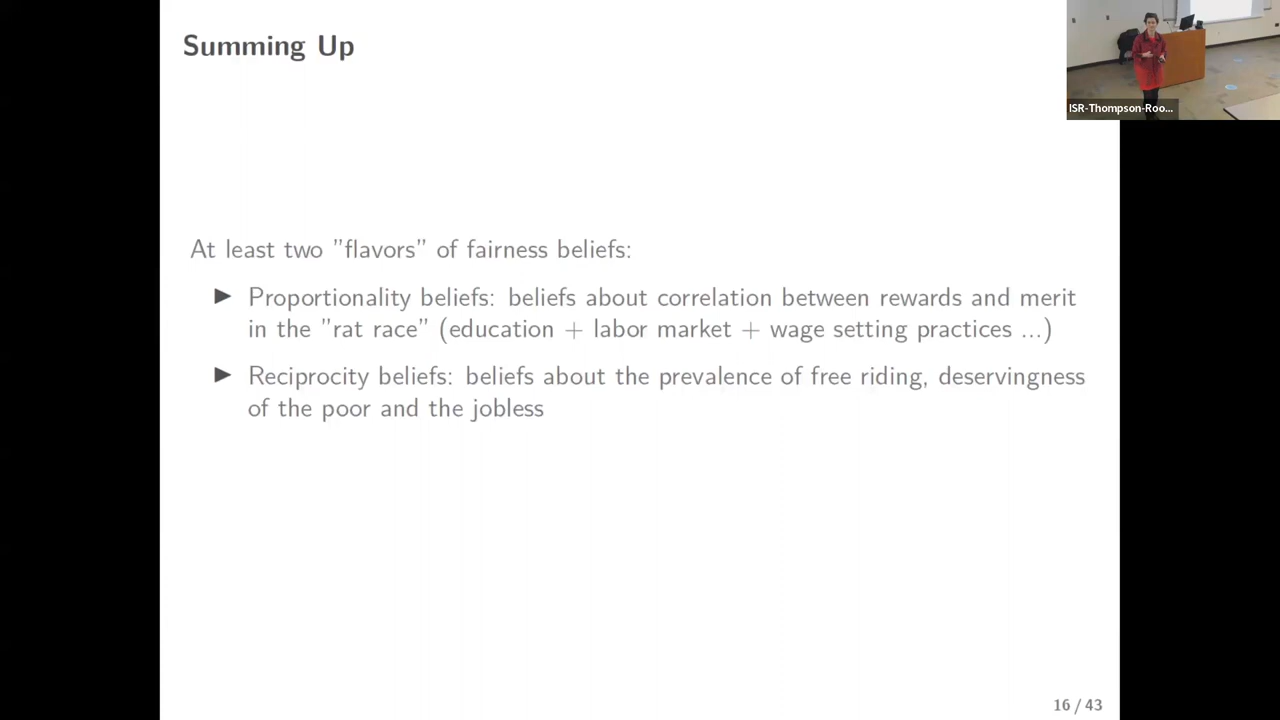 Summing Up
ISR-Thompson-Roo...
At least two ”flavors” of fairness beliefs:
▶ Proportionality beliefs: beliefs about correlation between rewards and merit
in the ”rat race” (education + labor market + wage setting practices ...)
▶ Reciprocity beliefs: beliefs about the prevalence of free riding, deservingness
of the poor and the jobless
16 / 43